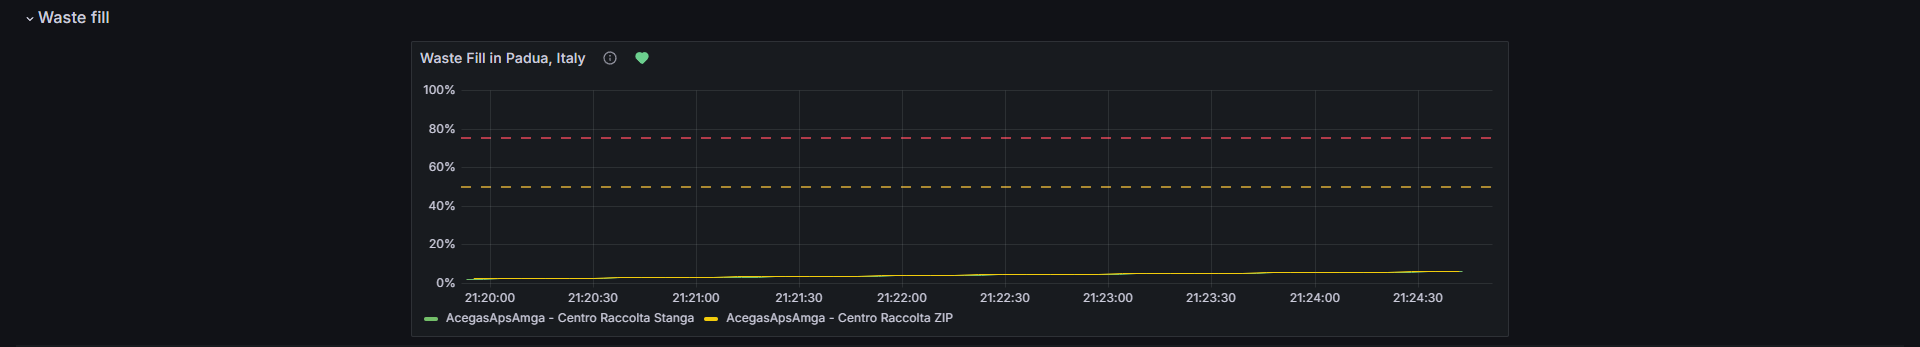 Waste fill
Waste Fill in Padua, Italy
100%
80%
60%
40%
20%
0%
21:20:00 21:20:30 21:21:00 21:21:30 21:22:00 21:22:30 21:23:00 21:23:30 21:24:00 21:24:30
AcegasApsAmga - Centro Raccolta Stanga AcegasApsAmga - Centro Raccolta ZIP